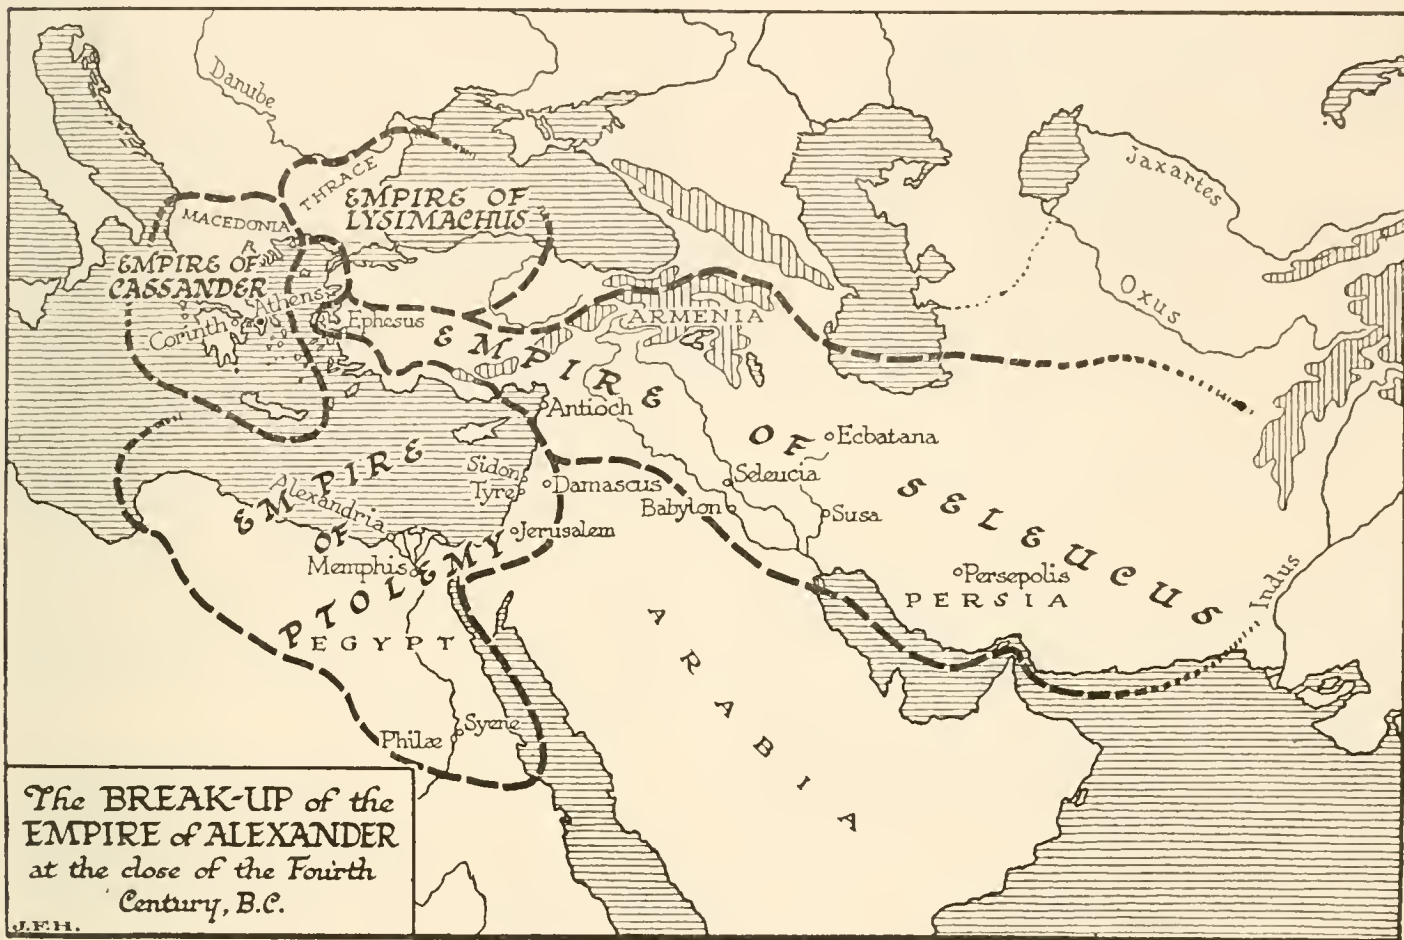 Danube
THRACE
EMPIRE OF
LYSIMACHUS
MACEDONIA
EMPIRE OF
CASSANDER
Athens
Corinth
Ephesus
ARMENIA
Jaxartes
Oxus
EMPIRE OF SELEUCUS
Antioch
Ecbatana
Seleucia
Babylon
Susa
Persepolis
PERSIA
Indus
Sidon
Tyre
Damascus
Jerusalem
EMPIRE
OF
PTOLEMY
Alexandria
Memphis
EGYPT
Syene
Philæ
ARABIA
The BREAK-UP of the
EMPIRE of ALEXANDER
at the close of the Fourth
Century, B.C.
J.F.H.